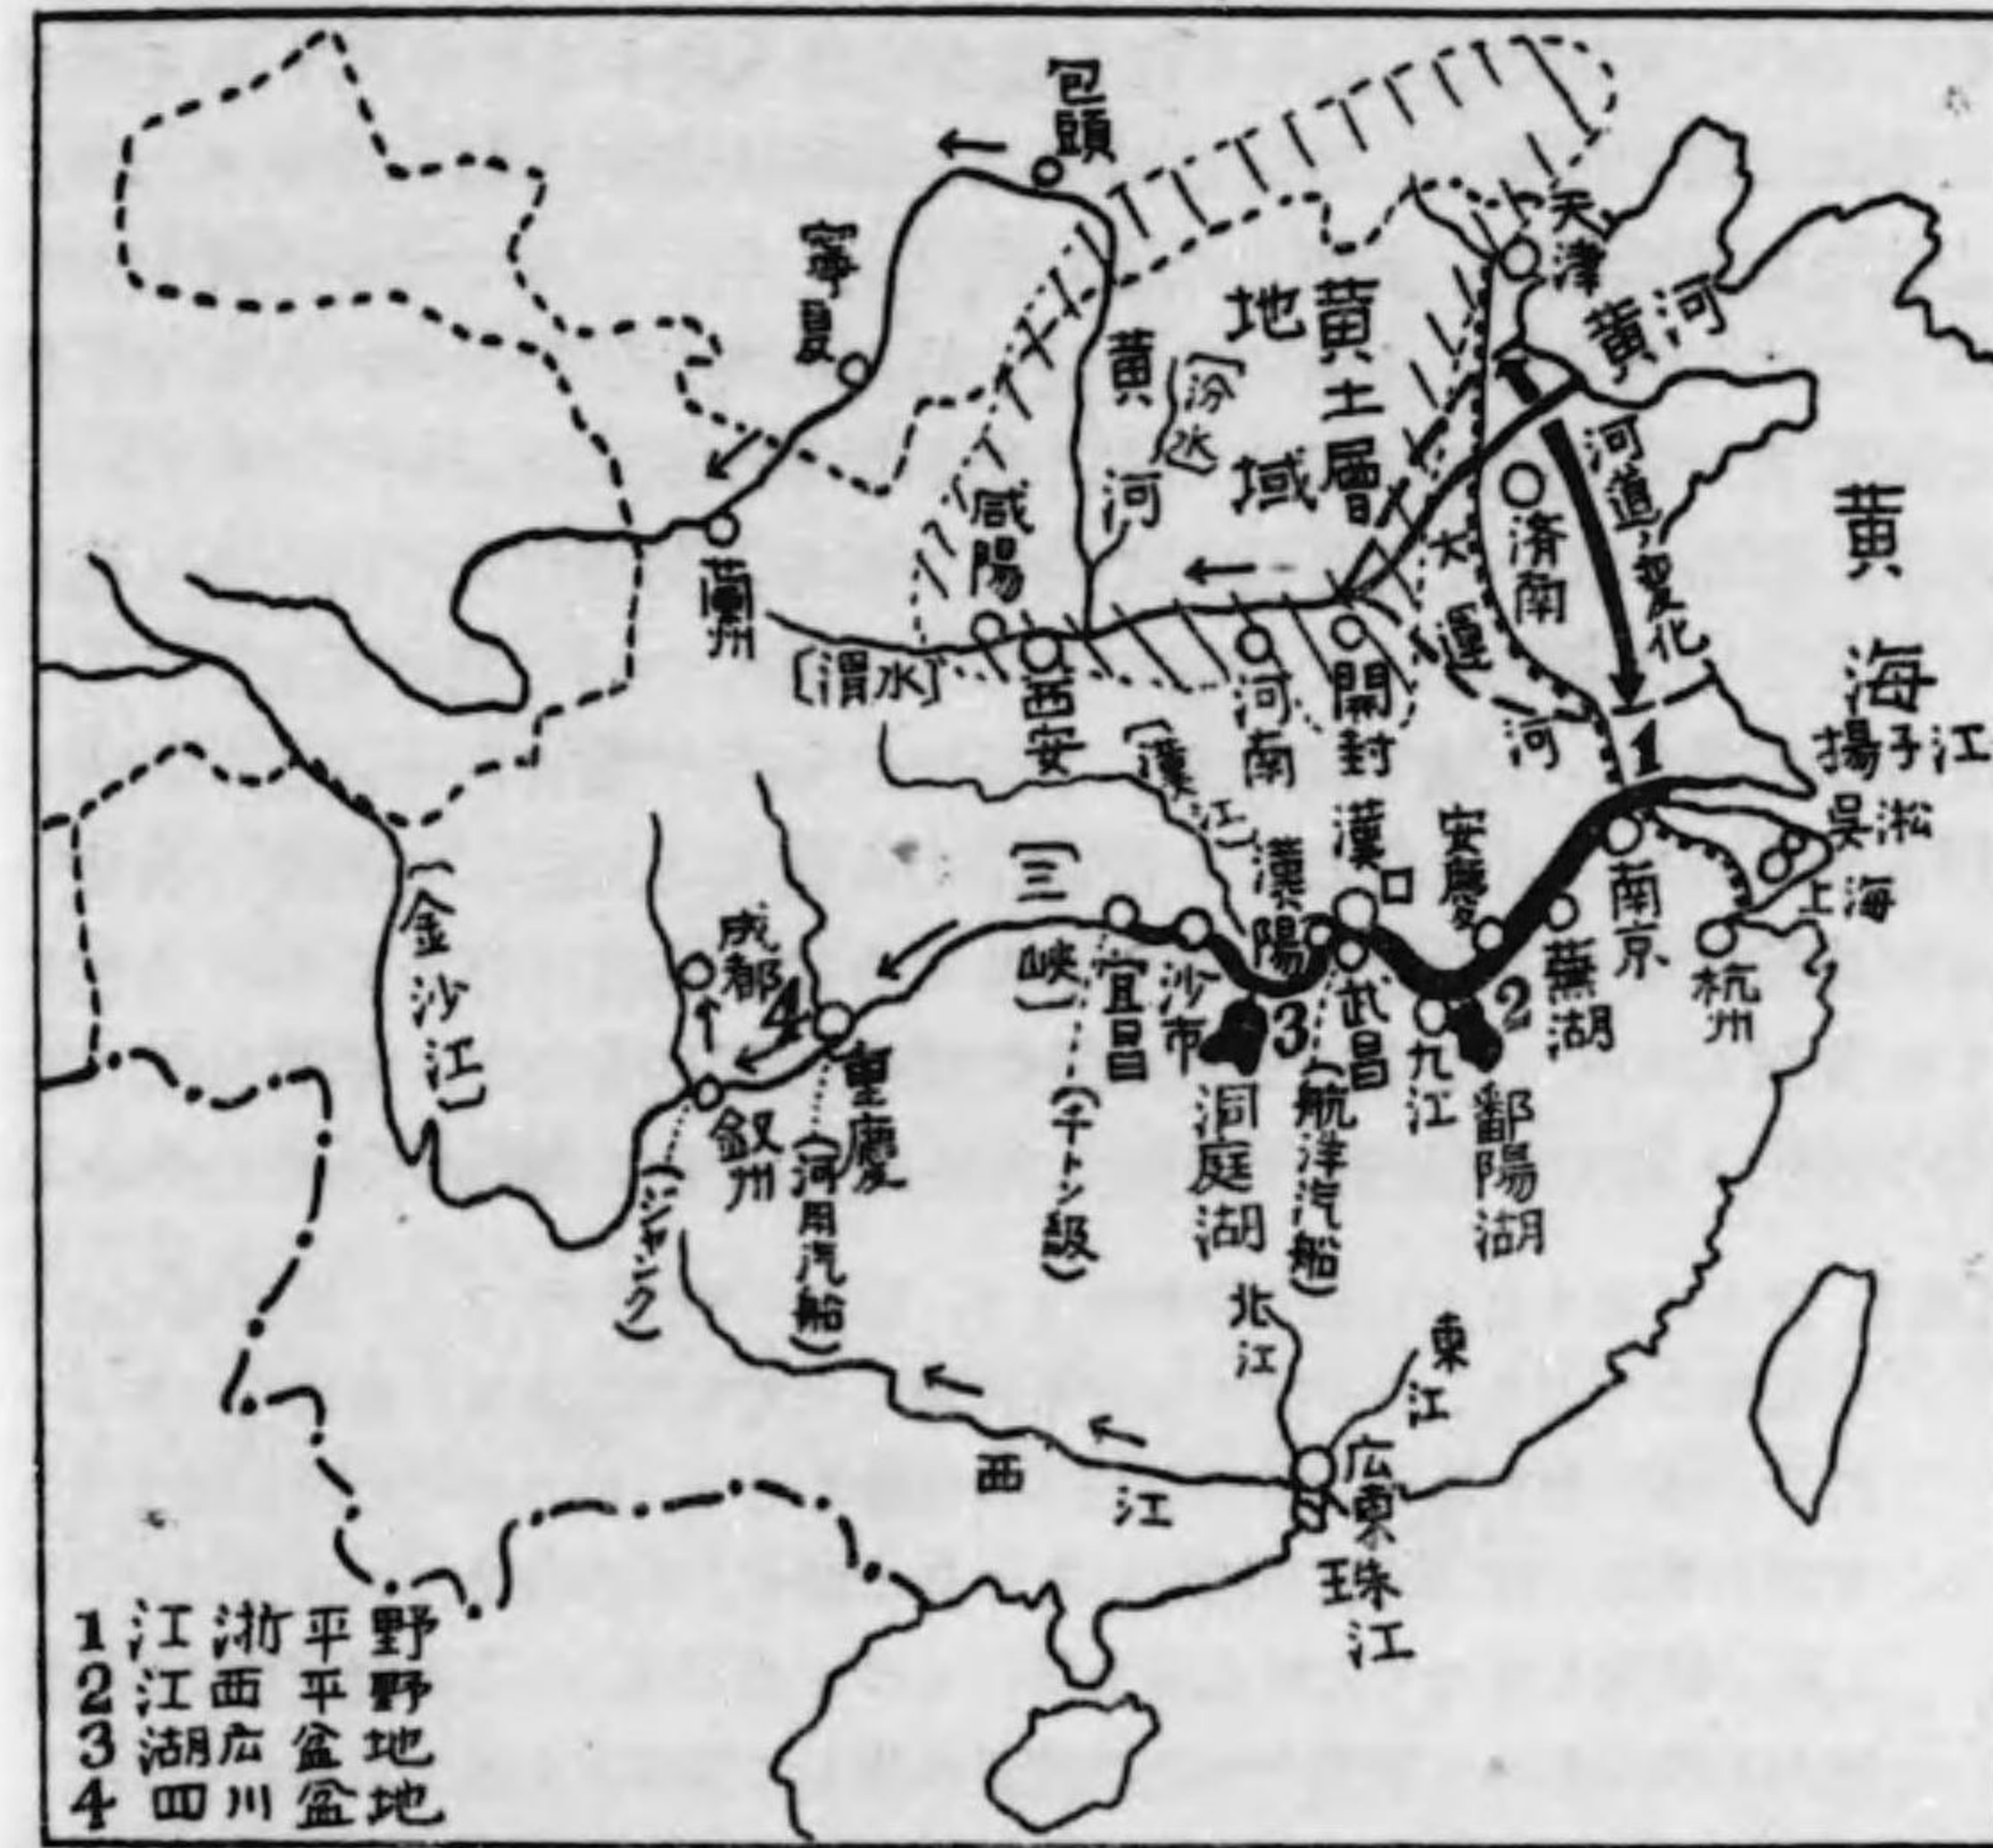 包頭
寧夏
天津
黄河
黄土層
地域
黄河
〔汾水〕
河道ノ変化
済南
黄海
咸陽
蘭州
〔渭水〕
西安
河南
開封
大運河
〔漢江〕
揚子江
呉淞
上海
南京
蕪湖
杭州
安慶
漢口
漢陽
武昌
九江
鄱陽湖
洞庭湖
沙市
宜昌
〔三峡〕
重慶
成都
叙州
〔金沙江〕
(ジャンク)
(河用汽船)
(千トン級)
(航洋汽船)
北江
東江
西江
広東
珠江
1
2
3
4
1 江浙平野
2 江西平野
3 湖広盆地
4 四川盆地